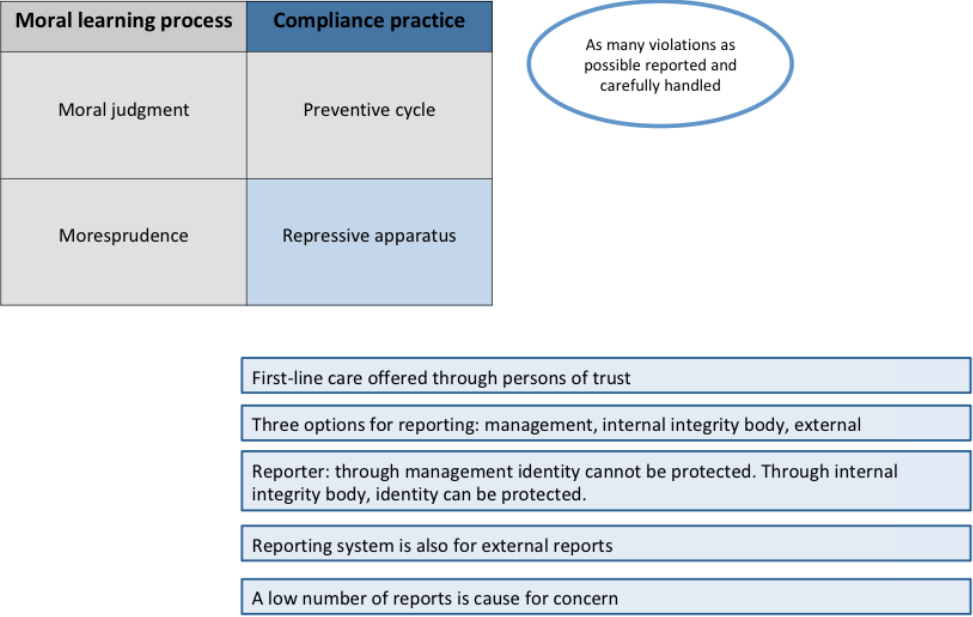 Moral learning process
Compliance practice
As many violations as
possible reported and
carefully handled
Moral judgment
Preventive cycle
Moresprudence
Repressive apparatus
First-line care offered through persons of trust
Three options for reporting: management, internal integrity body, external
Reporter: through management identity cannot be protected. Through internal
integrity body, identity can be protected.
Reporting system is also for external reports
A low number of reports is cause for concern